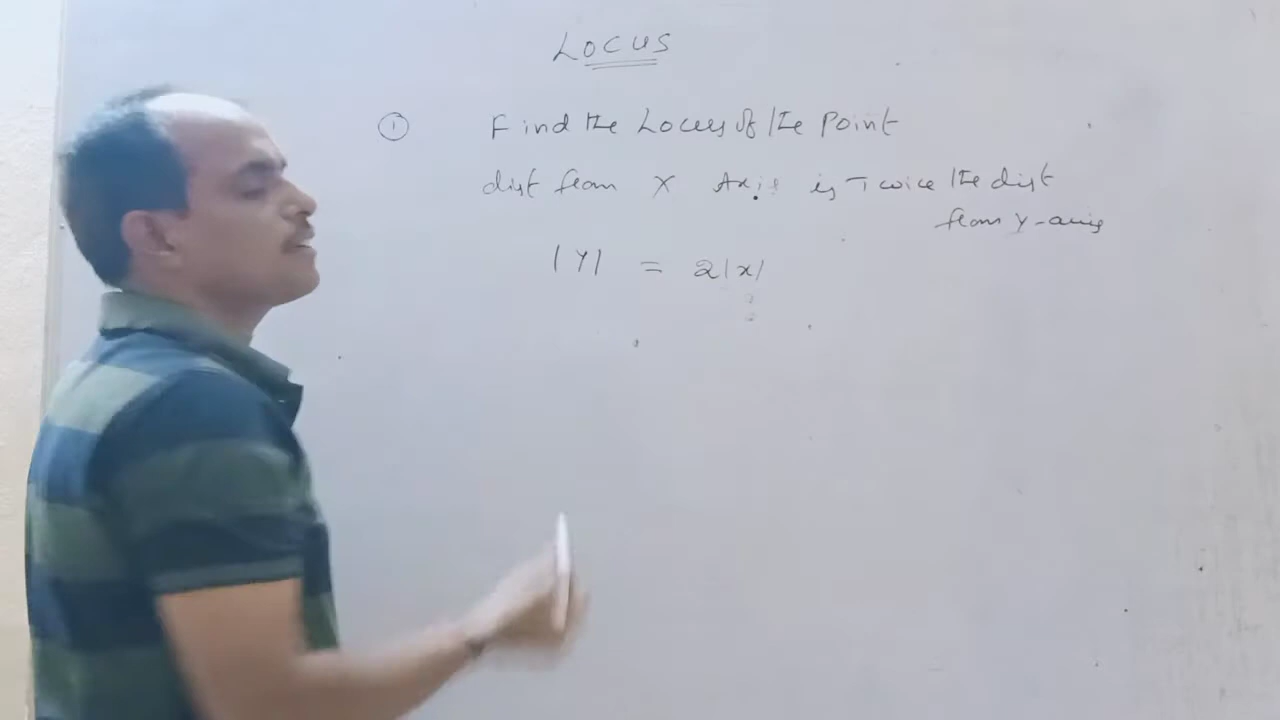 LOCUS
① Find the Locus of the Point
dist from X Axis is Twice the dist
from y-axis
|Y| = 2|x|